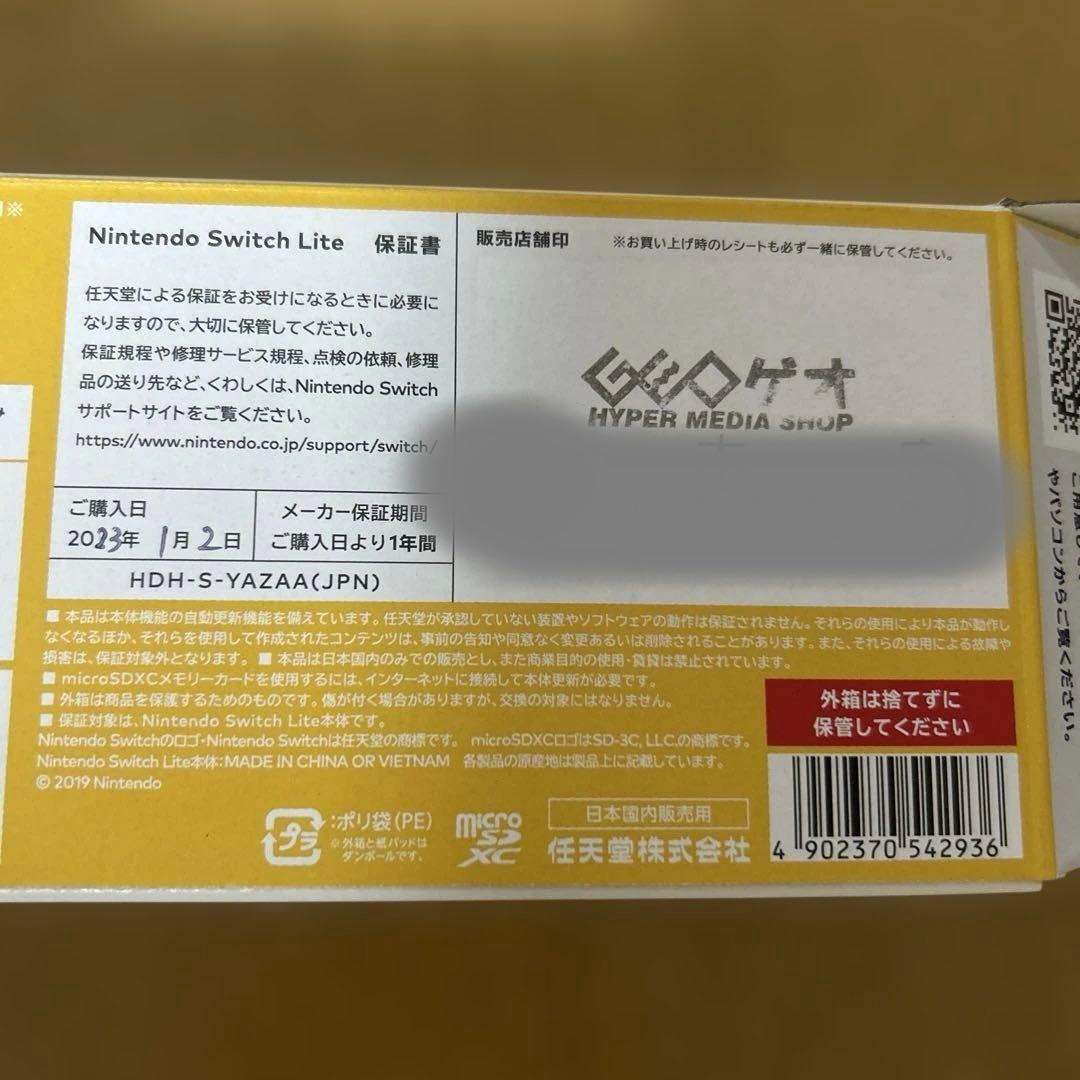 Nintendo Switch Lite 保証書
任天堂による保証をお受けになるときに必要に
なりますので、大切に保管してください。
保証規程や修理サービス規程、点検の依頼、修理
品の送り先など、くわしくは、Nintendo Switch
サポートサイトをご覧ください。
https://www.nintendo.co.jp/support/switch/
ご購入日
2023年 1月 2日
メーカー保証期間
ご購入日より1年間
HDH-S-YAZAA(JPN)
販売店舗印 ※お買い上げ時のレシートも必ず一緒に保管してください。
GEOゲオ
HYPER MEDIA SHOP
■ 本品は本体機能の自動更新機能を備えています。任天堂が承認していない装置やソフトウェアの動作は保証されません。それらの使用により本品が動作し
なくなるほか、それらを使用して作成されたコンテンツは、事前の告知や同意なく変更あるいは削除されることがあります。また、それらの使用による故障や
損害は、保証対象外となります。 ■ 本品は日本国内のみでの販売とし、また商業目的の使用・賃貸は禁止されています。
■ microSDXCメモリーカードを使用するには、インターネットに接続して本体更新が必要です。
■ 外箱は商品を保護するためのものです。傷が付く場合がありますが、交換の対象にはなりません。
■ 保証対象は、Nintendo Switch Lite本体です。
Nintendo Switchのロゴ・Nintendo Switchは任天堂の商標です。 microSDXCロゴはSD-3C, LLC.の商標です。
Nintendo Switch Lite本体：MADE IN CHINA OR VIETNAM 各製品の原産地は製品上に記載しています。
© 2019 Nintendo
プラ
：ポリ袋(PE)
※外箱と紙パッドは
ダンボールです。
micro
SD
XC
日本国内販売用
任天堂株式会社
外箱は捨てずに
保管してください
4 902370 542936
やパソコンからご覧ください。